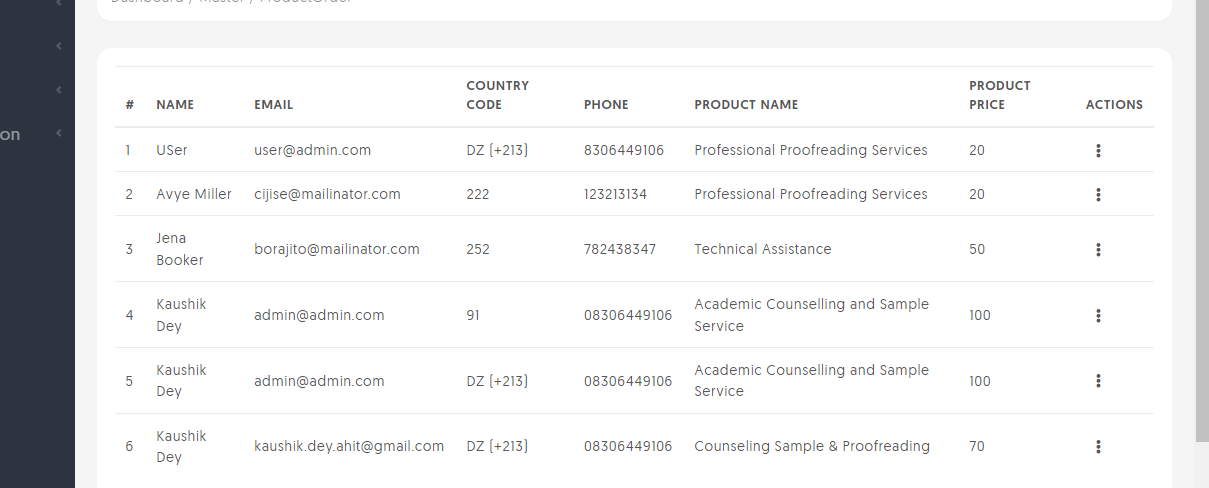 Dashboard / Master / ProductOrder
on
# NAME EMAIL COUNTRY CODE PHONE PRODUCT NAME PRODUCT PRICE ACTIONS
1 USer user@admin.com DZ (+213) 8306449106 Professional Proofreading Services 20
2 Avye Miller cijise@mailinator.com 222 123213134 Professional Proofreading Services 20
3 Jena Booker borajito@mailinator.com 252 782438347 Technical Assistance 50
4 Kaushik Dey admin@admin.com 91 08306449106 Academic Counselling and Sample Service 100
5 Kaushik Dey admin@admin.com DZ (+213) 08306449106 Academic Counselling and Sample Service 100
6 Kaushik Dey kaushik.dey.ahit@gmail.com DZ (+213) 08306449106 Counseling Sample & Proofreading 70